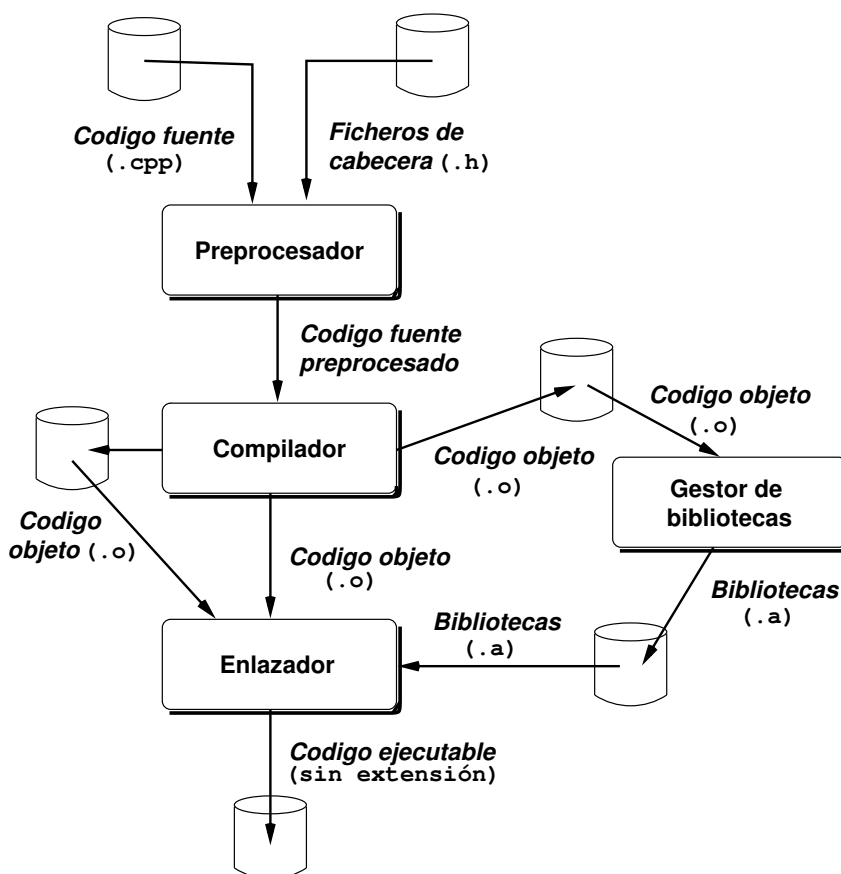 Codigo fuente
(.cpp)
Ficheros de
cabecera (.h)
Preprocesador
Codigo fuente
preprocesado
Codigo objeto
(.o)
Compilador
Codigo objeto
(.o)
Gestor de
bibliotecas
Codigo
objeto (.o)
Codigo objeto
(.o)
Bibliotecas
(.a)
Bibliotecas
(.a)
Enlazador
Codigo ejecutable
(sin extensión)